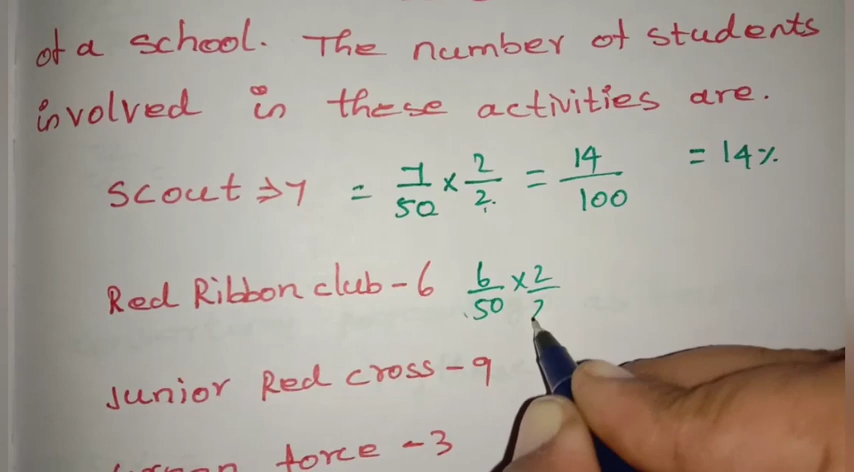 of a school. The number of students
involved in these activities are.
Scout ⇒ 7 = 7/50 × 2/2 = 14/100 = 14%
Red Ribbon club - 6 6/50 × 2/2
Junior Red cross - 9
force - 3